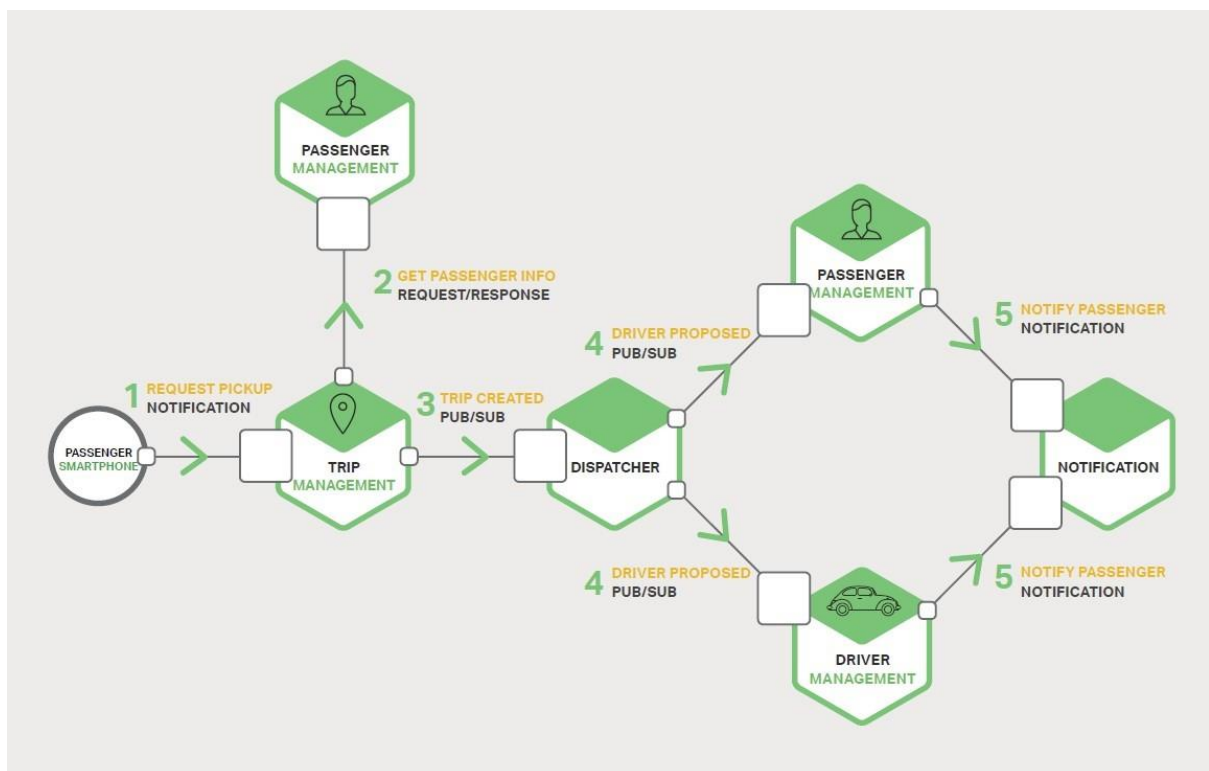 PASSENGER
MANAGEMENT
2 GET PASSENGER INFO
REQUEST/RESPONSE
1 REQUEST PICKUP
NOTIFICATION
PASSENGER
SMARTPHONE
TRIP
MANAGEMENT
3 TRIP CREATED
PUB/SUB
DISPATCHER
4 DRIVER PROPOSED
PUB/SUB
PASSENGER
MANAGEMENT
5 NOTIFY PASSENGER
NOTIFICATION
NOTIFICATION
4 DRIVER PROPOSED
PUB/SUB
DRIVER
MANAGEMENT
5 NOTIFY PASSENGER
NOTIFICATION